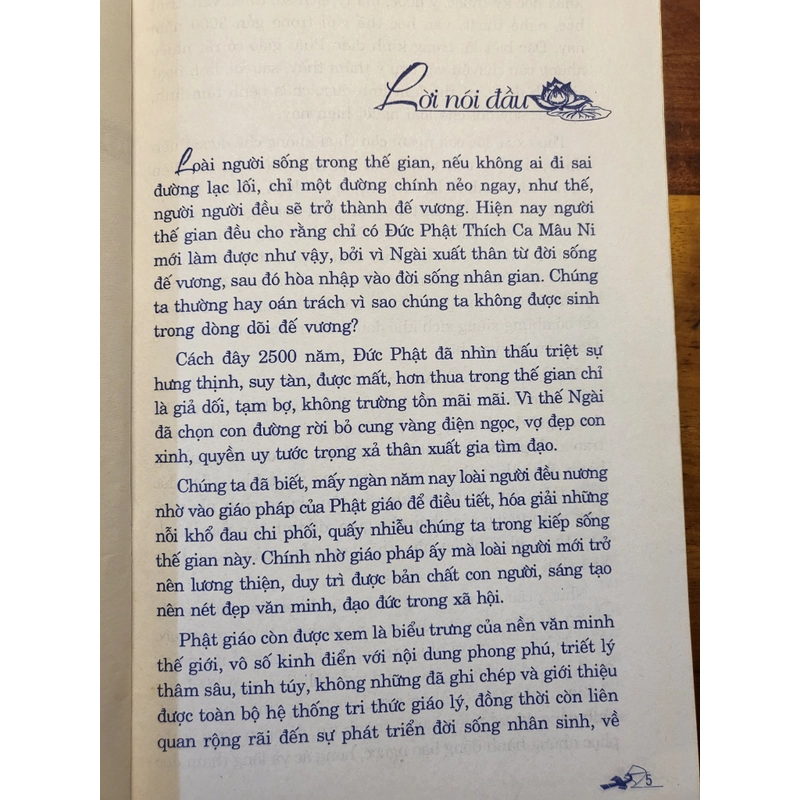 Lời nói đầu
Loài người sống trong thế gian, nếu không ai đi sai
đường lạc lối, chỉ một đường chính nẻo ngay, như thế,
người người đều sẽ trở thành đế vương. Hiện nay người
thế gian đều cho rằng chỉ có Đức Phật Thích Ca Mâu Ni
mới làm được như vậy, bởi vì Ngài xuất thân từ đời sống
đế vương, sau đó hòa nhập vào đời sống nhân gian. Chúng
ta thường hay oán trách vì sao chúng ta không được sinh
trong dòng dõi đế vương?
Cách đây 2500 năm, Đức Phật đã nhìn thấu triệt sự
hưng thịnh, suy tàn, được mất, hơn thua trong thế gian chỉ
là giả dối, tạm bợ, không trường tồn mãi mãi. Vì thế Ngài
đã chọn con đường rời bỏ cung vàng điện ngọc, vợ đẹp con
xinh, quyền uy tước trọng xả thân xuất gia tìm đạo.
Chúng ta đã biết, mấy ngàn năm nay loài người đều nương
nhờ vào giáo pháp của Phật giáo để điều tiết, hóa giải những
nỗi khổ đau chi phối, quấy nhiễu chúng ta trong kiếp sống
thế gian này. Chính nhờ giáo pháp ấy mà loài người mới trở
nên lương thiện, duy trì được bản chất con người, sáng tạo
nên nét đẹp văn minh, đạo đức trong xã hội.
Phật giáo còn được xem là biểu trưng của nền văn minh
thế giới, vô số kinh điển với nội dung phong phú, triết lý
thâm sâu, tinh túy, không những đã ghi chép và giới thiệu
được toàn bộ hệ thống tri thức giáo lý, đồng thời còn liên
quan rộng rãi đến sự phát triển đời sống nhân sinh, về
5